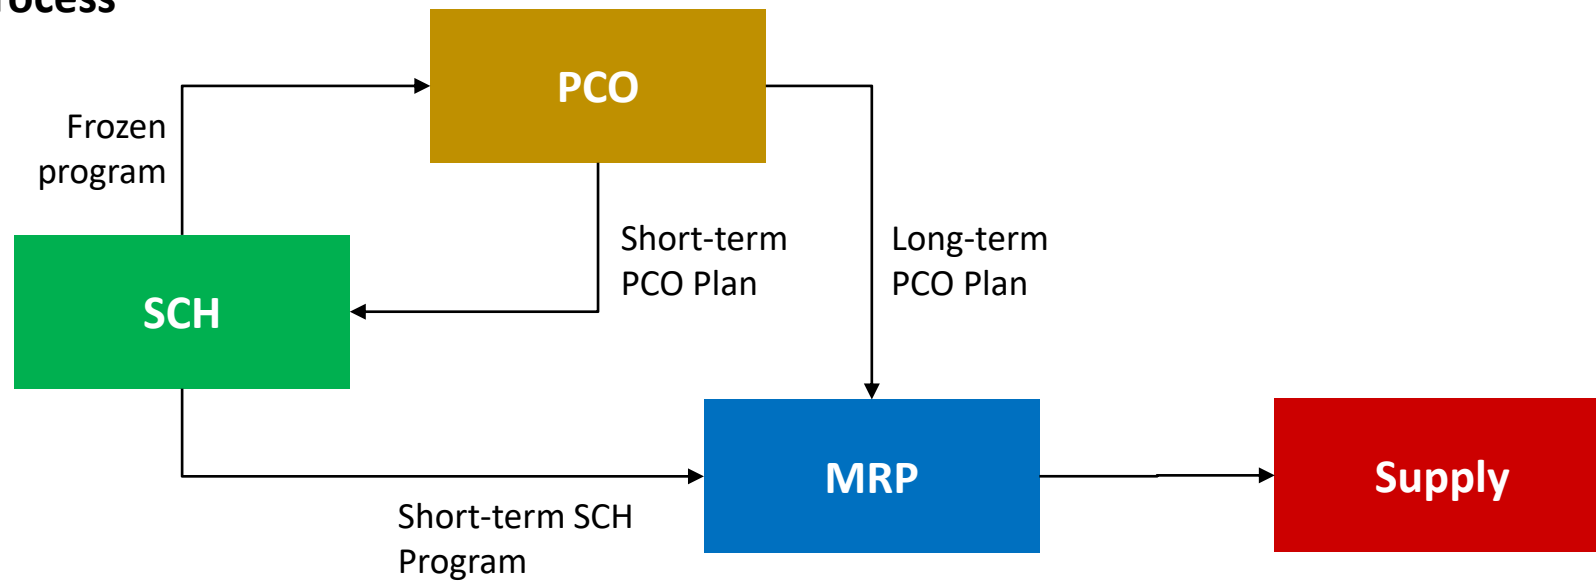 PCO
Frozen
program
Short-term
PCO Plan
Long-term
PCO Plan
SCH
MRP
Supply
Short-term SCH
Program